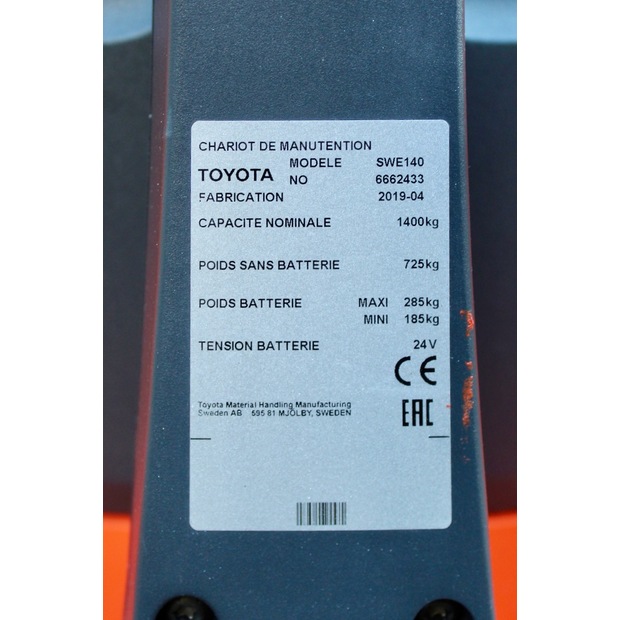 CHARIOT DE MANUTENTION
TOYOTA MODELE SWE140
NO 6662433
FABRICATION 2019-04
CAPACITE NOMINALE 1400kg
POIDS SANS BATTERIE 725kg
POIDS BATTERIE MAXI 285kg
MINI 185kg
TENSION BATTERIE 24V
CE
Toyota Material Handling Manufacturing
Sweden AB 595 81 MJÖLBY, SWEDEN
EAC